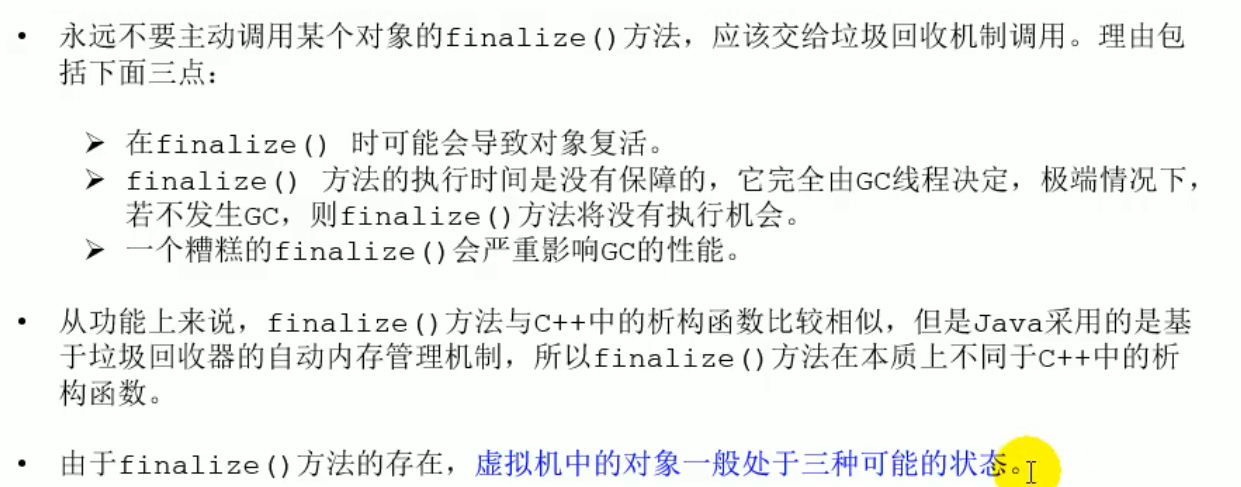 • 永远不要主动调用某个对象的finalize()方法，应该交给垃圾回收机制调用。理由包
括下面三点：
➢ 在finalize() 时可能会导致对象复活。
➢ finalize() 方法的执行时间是没有保障的，它完全由GC线程决定，极端情况下，
若不发生GC，则finalize()方法将没有执行机会。
➢ 一个糟糕的finalize()会严重影响GC的性能。
• 从功能上来说，finalize()方法与C++中的析构函数比较相似，但是Java采用的是基
于垃圾回收器的自动内存管理机制，所以finalize()方法在本质上不同于C++中的析
构函数。
• 由于finalize()方法的存在，虚拟机中的对象一般处于三种可能的状态。